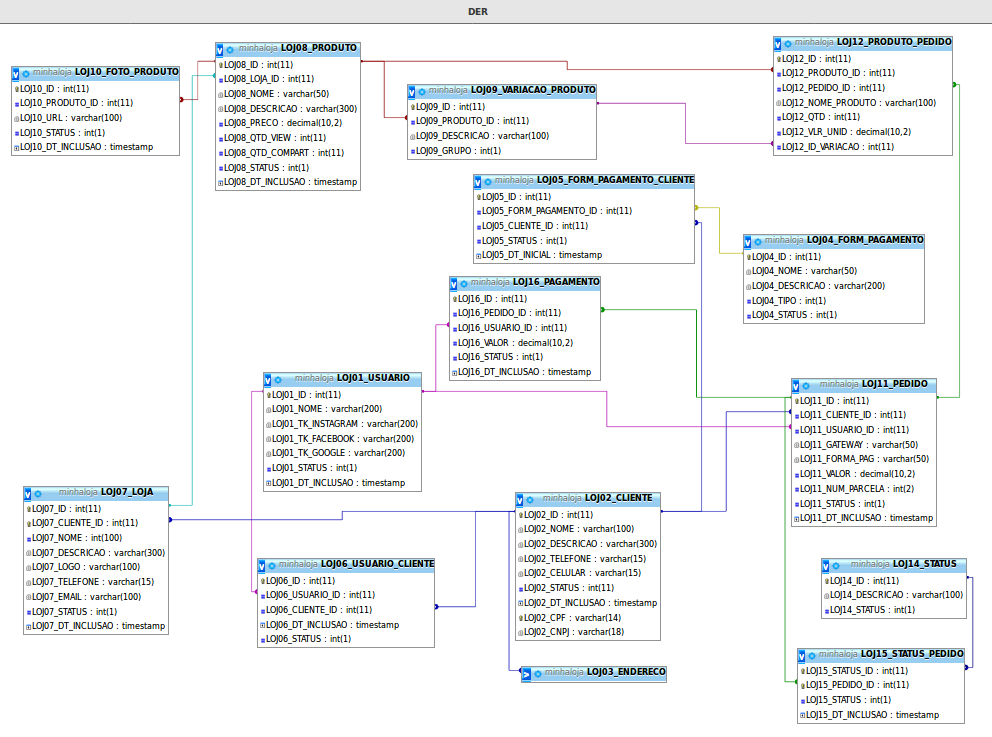 DER
minhaloja LOJ10_FOTO_PRODUTO
LOJ10_ID : int(11)
LOJ10_PRODUTO_ID : int(11)
LOJ10_URL : varchar(100)
LOJ10_STATUS : int(1)
LOJ10_DT_INCLUSAO : timestamp
minhaloja LOJ08_PRODUTO
LOJ08_ID : int(11)
LOJ08_LOJA_ID : int(11)
LOJ08_NOME : varchar(50)
LOJ08_DESCRICAO : varchar(300)
LOJ08_PRECO : decimal(10,2)
LOJ08_QTD_VIEW : int(11)
LOJ08_QTD_COMPART : int(11)
LOJ08_STATUS : int(1)
LOJ08_DT_INCLUSAO : timestamp
minhaloja LOJ09_VARIACAO_PRODUTO
LOJ09_ID : int(11)
LOJ09_PRODUTO_ID : int(11)
LOJ09_DESCRICAO : varchar(100)
LOJ09_GRUPO : int(1)
minhaloja LOJ12_PRODUTO_PEDIDO
LOJ12_ID : int(11)
LOJ12_PRODUTO_ID : int(11)
LOJ12_PEDIDO_ID : int(11)
LOJ12_NOME_PRODUTO : varchar(100)
LOJ12_QTD : int(11)
LOJ12_VLR_UNID : decimal(10,2)
LOJ12_ID_VARIACAO : int(11)
minhaloja LOJ05_FORM_PAGAMENTO_CLIENTE
LOJ05_ID : int(11)
LOJ05_FORM_PAGAMENTO_ID : int(11)
LOJ05_CLIENTE_ID : int(11)
LOJ05_STATUS : int(1)
LOJ05_DT_INICIAL : timestamp
minhaloja LOJ04_FORM_PAGAMENTO
LOJ04_ID : int(11)
LOJ04_NOME : varchar(50)
LOJ04_DESCRICAO : varchar(200)
LOJ04_TIPO : int(1)
LOJ04_STATUS : int(1)
minhaloja LOJ16_PAGAMENTO
LOJ16_ID : int(11)
LOJ16_PEDIDO_ID : int(11)
LOJ16_USUARIO_ID : int(11)
LOJ16_VALOR : decimal(10,2)
LOJ16_STATUS : int(1)
LOJ16_DT_INCLUSAO : timestamp
minhaloja LOJ01_USUARIO
LOJ01_ID : int(11)
LOJ01_NOME : varchar(200)
LOJ01_TK_INSTAGRAM : varchar(200)
LOJ01_TK_FACEBOOK : varchar(200)
LOJ01_TK_GOOGLE : varchar(200)
LOJ01_STATUS : int(1)
LOJ01_DT_INCLUSAO : timestamp
minhaloja LOJ11_PEDIDO
LOJ11_ID : int(11)
LOJ11_CLIENTE_ID : int(11)
LOJ11_USUARIO_ID : int(11)
LOJ11_GATEWAY : varchar(50)
LOJ11_FORMA_PAG : varchar(50)
LOJ11_VALOR : decimal(10,2)
LOJ11_NUM_PARCELA : int(2)
LOJ11_STATUS : int(1)
LOJ11_DT_INCLUSAO : timestamp
minhaloja LOJ07_LOJA
LOJ07_ID : int(11)
LOJ07_CLIENTE_ID : int(11)
LOJ07_NOME : int(100)
LOJ07_DESCRICAO : varchar(300)
LOJ07_LOGO : varchar(100)
LOJ07_TELEFONE : varchar(15)
LOJ07_EMAIL : varchar(100)
LOJ07_STATUS : int(1)
LOJ07_DT_INCLUSAO : timestamp
minhaloja LOJ02_CLIENTE
LOJ02_ID : int(11)
LOJ02_NOME : varchar(100)
LOJ02_DESCRICAO : varchar(300)
LOJ02_TELEFONE : varchar(15)
LOJ02_CELULAR : varchar(15)
LOJ02_STATUS : int(11)
LOJ02_DT_INCLUSAO : timestamp
LOJ02_CPF : varchar(14)
LOJ02_CNPJ : varchar(18)
minhaloja LOJ06_USUARIO_CLIENTE
LOJ06_ID : int(11)
LOJ06_USUARIO_ID : int(11)
LOJ06_CLIENTE_ID : int(11)
LOJ06_DT_INCLUSAO : timestamp
LOJ06_STATUS : int(1)
minhaloja LOJ14_STATUS
LOJ14_ID : int(11)
LOJ14_DESCRICAO : varchar(100)
LOJ14_STATUS : int(1)
minhaloja LOJ03_ENDERECO
minhaloja LOJ15_STATUS_PEDIDO
LOJ15_STATUS_ID : int(11)
LOJ15_PEDIDO_ID : int(11)
LOJ15_STATUS : int(1)
LOJ15_DT_INCLUSAO : timestamp